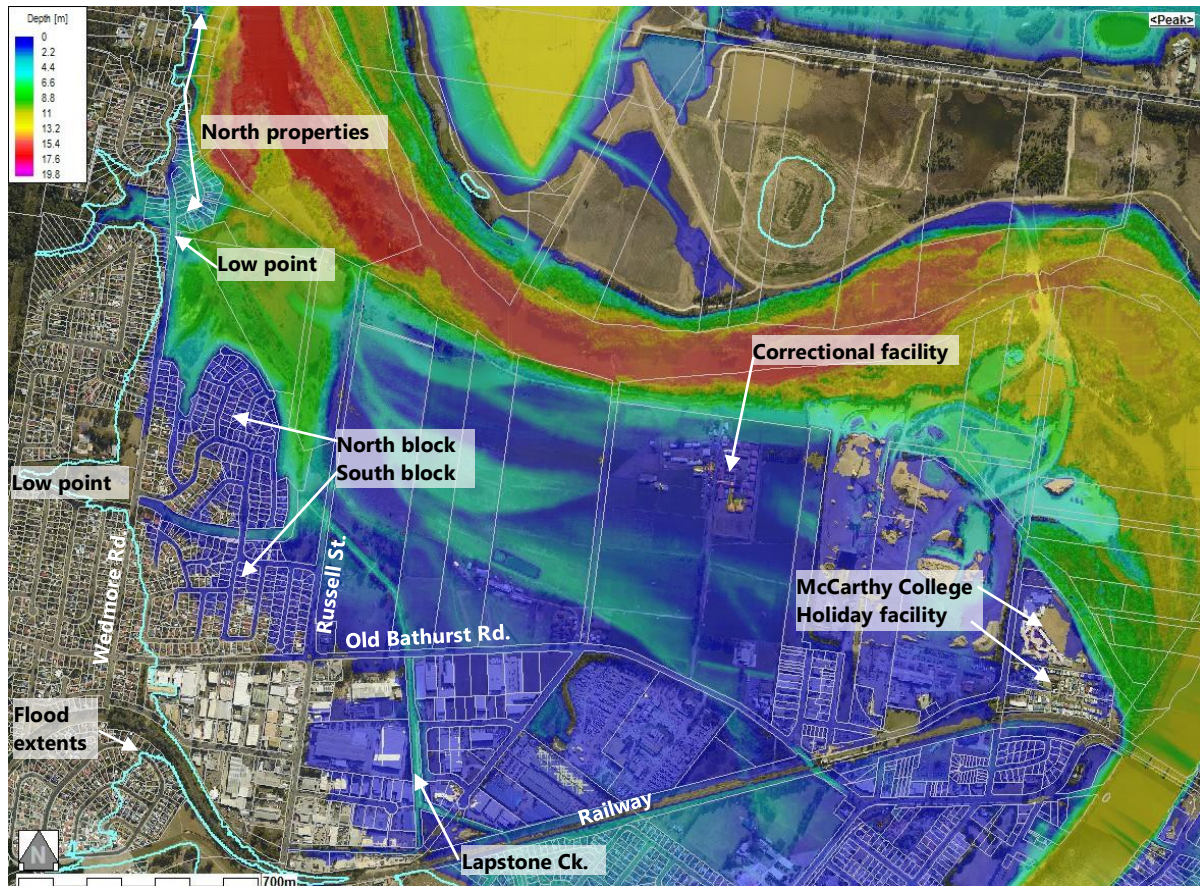 Depth [m]
0
2.2
4.4
6.6
8.8
11
13.2
15.4
17.6
19.8
<Peak>
North properties
Low point
Correctional facility
North block
South block
Low point
Wedmore Rd.
Russell St.
Old Bathurst Rd.
McCarthy College
Holiday facility
Flood
extents
Railway
Lapstone Ck.
N
700m